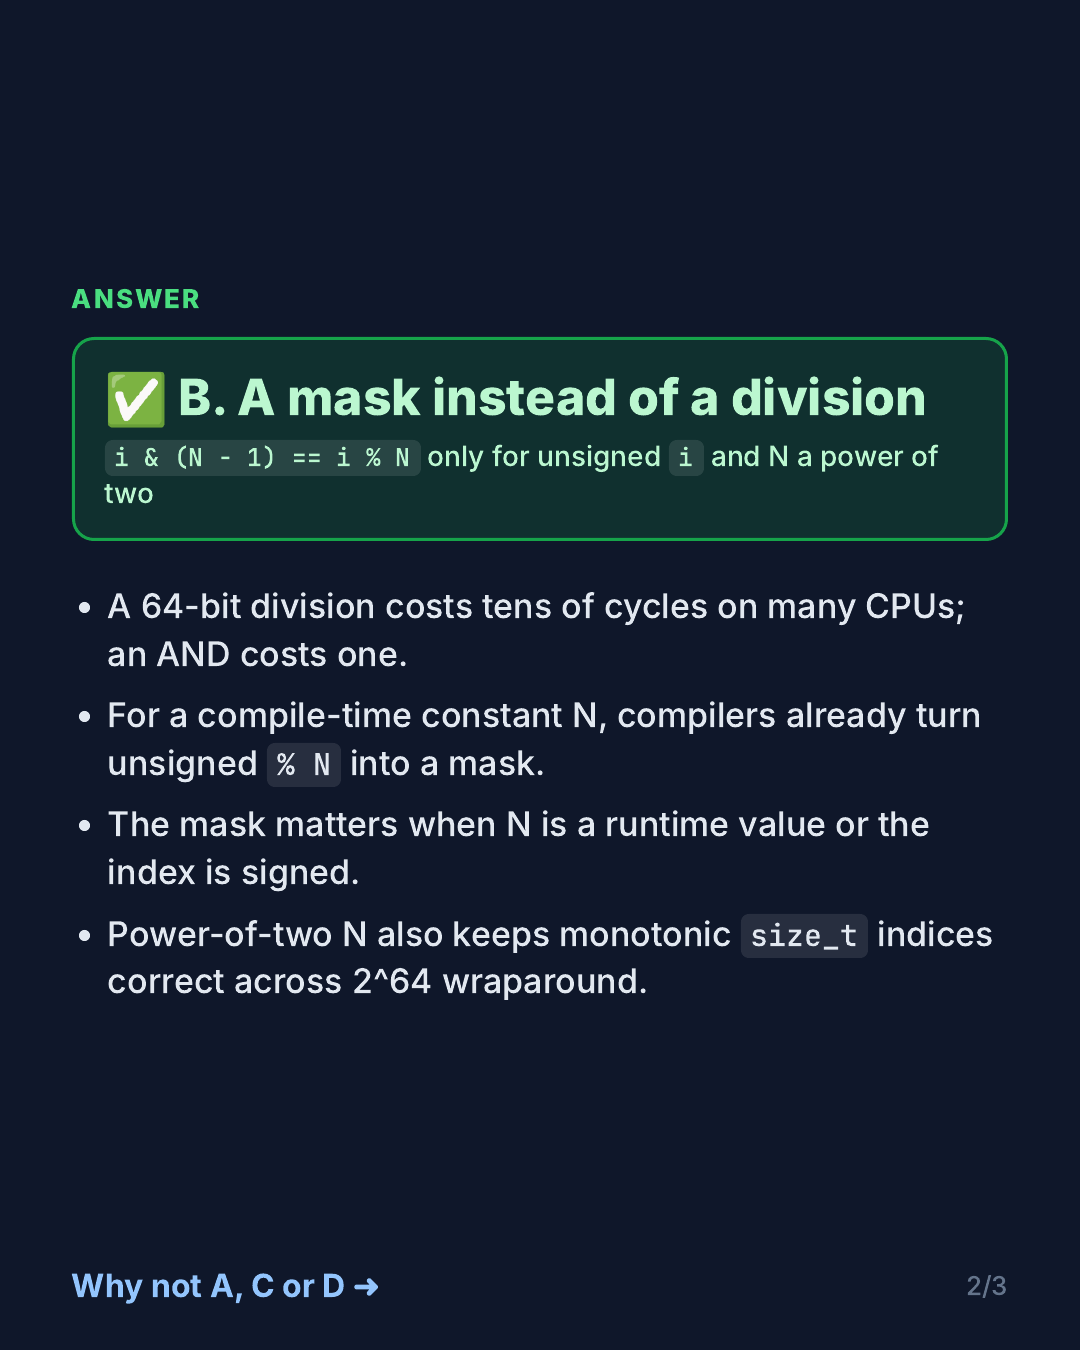 ANSWER
✅ B. A mask instead of a division
i & (N - 1) == i % N only for unsigned i and N a power of
two
• A 64-bit division costs tens of cycles on many CPUs;
an AND costs one.
• For a compile-time constant N, compilers already turn
unsigned % N into a mask.
• The mask matters when N is a runtime value or the
index is signed.
• Power-of-two N also keeps monotonic size_t indices
correct across 2^64 wraparound.
Why not A, C or D ➜
2/3